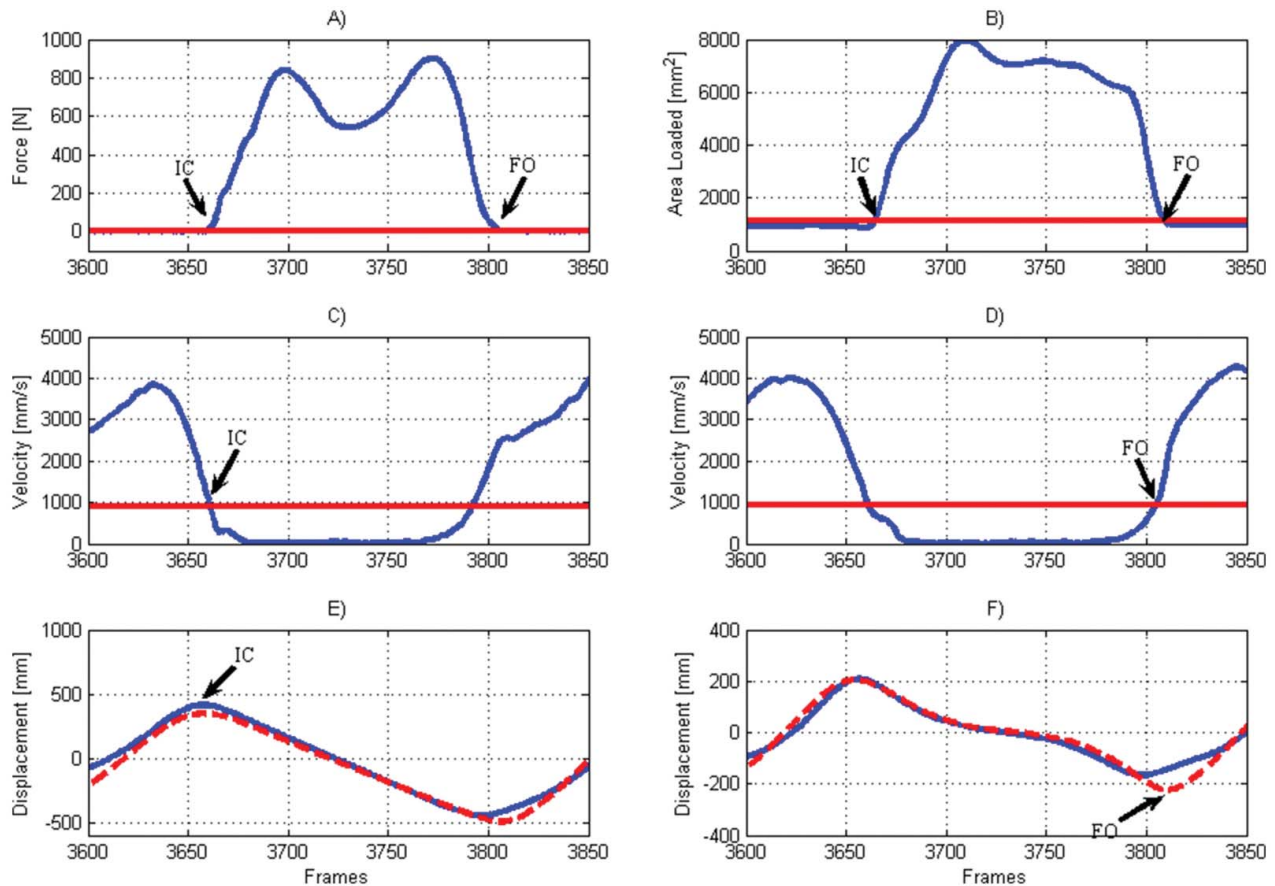 A)
Force [N]
1000
800
600
400
200
0
IC
FO
3600 3650 3700 3750 3800 3850
B)
Area Loaded [mm²]
8000
6000
4000
2000
0
IC
FO
3600 3650 3700 3750 3800 3850
C)
Velocity [mm/s]
5000
4000
3000
2000
1000
0
IC
3600 3650 3700 3750 3800 3850
D)
Velocity [mm/s]
5000
4000
3000
2000
1000
0
FO
3600 3650 3700 3750 3800 3850
E)
Displacement [mm]
1000
500
0
-500
IC
3600 3650 3700 3750 3800 3850
Frames
F)
Displacement [mm]
400
200
0
-200
-400
FO
3600 3650 3700 3750 3800 3850
Frames